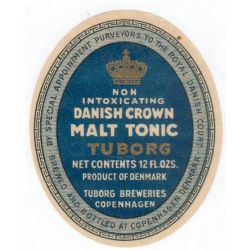 BY SPECIAL APPOINTMENT PURVEYORS TO THE ROYAL DANISH COURT
NON
INTOXICATING
DANISH CROWN
MALT TONIC
TUBORG
NET CONTENTS 12 FL. OZS.
PRODUCT OF DENMARK
TUBORG BREWERIES
COPENHAGEN
BREWED AND BOTTLED AT COPENHAGEN DENMARK